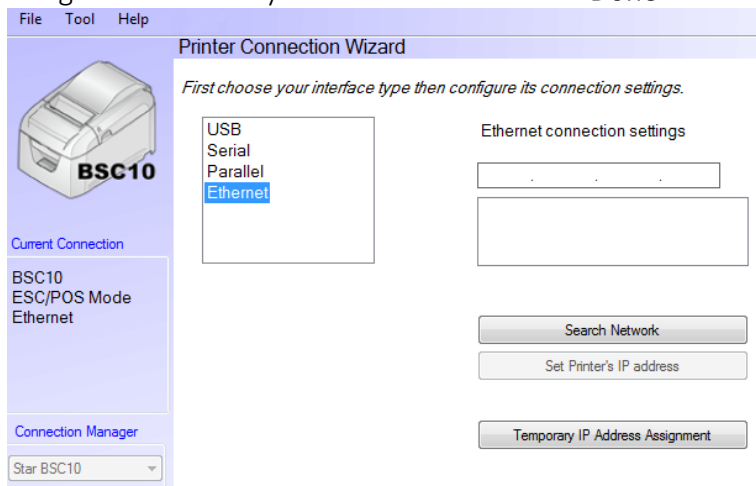 File Tool Help
Printer Connection Wizard
First choose your interface type then configure its connection settings.
BSC10
USB
Serial
Parallel
Ethernet
Ethernet connection settings
. . .
Current Connection
BSC10
ESC/POS Mode
Ethernet
Search Network
Set Printer's IP address
Temporary IP Address Assignment
Connection Manager
Star BSC10